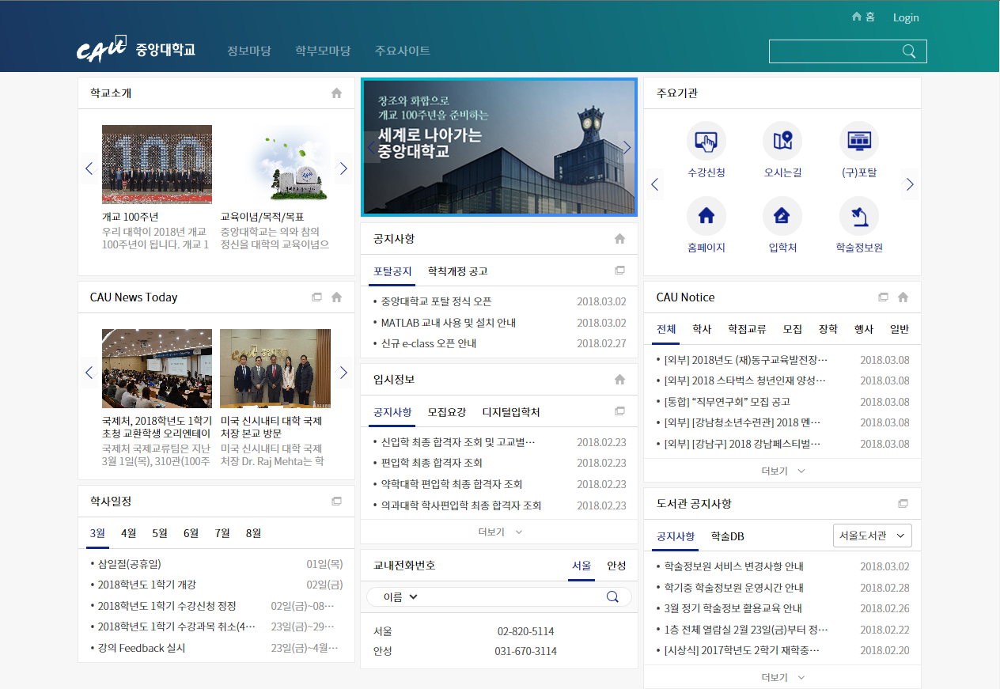 홈 Login
CAU 중앙대학교 정보마당 학부모마당 주요사이트
학교소개
개교 100주년
우리 대학이 2018년 개교
100주년이 됩니다. 개교 1
교육이념/목적/목표
중앙대학교는 의와 참의
정신을 대학의 교육이념으
CAU News Today
국제처, 2018학년도 1학기
초청 교환학생 오리엔테이
국제처 국제교류팀은 지난
3월 1일(목), 310관(100주
미국 신시내티 대학 국제
처장 본교 방문
미국 신시내티 대학 국제
처장 Dr. Raj Mehta는 학
학사일정
3월 4월 5월 6월 7월 8월
• 삼일절(공휴일) 01일(목)
• 2018학년도 1학기 개강 02일(금)
• 2018학년도 1학기 수강신청 정정 02일(금)~08…
• 2018학년도 1학기 수강과목 취소(4… 23일(금)~29…
• 강의 Feedback 실시 23일(금)~4월…
창조와 화합으로
개교 100주년을 준비하는
세계로 나아가는
중앙대학교
공지사항
포탈공지 학칙개정 공고
• 중앙대학교 포탈 정식 오픈 2018.03.02
• MATLAB 교내 사용 및 설치 안내 2018.03.02
• 신규 e-class 오픈 안내 2018.02.27
입시정보
공지사항 모집요강 디지털입학처
• 신입학 최종 합격자 조회 및 고교별… 2018.02.23
• 편입학 최종 합격자 조회 2018.02.23
• 약학대학 편입학 최종 합격자 조회 2018.02.23
• 의과대학 학사편입학 최종 합격자 조회 2018.02.23
더보기
교내전화번호 서울 안성
이름
서울 02-820-5114
안성 031-670-3114
주요기관
수강신청 오시는길 (구)포탈
홈페이지 입학처 학술정보원
CAU Notice
전체 학사 학점교류 모집 장학 행사 일반
• [외부] 2018년도 (재)동구교육발전장… 2018.03.08
• [외부] 2018 스타벅스 청년인재 양성… 2018.03.08
• [통합] “직무연구회” 모집 공고 2018.03.08
• [외부] [강남청소년수련관] 2018 멘… 2018.03.08
• [외부] [강남구] 2018 강남페스티벌… 2018.03.08
더보기
도서관 공지사항
공지사항 학술DB 서울도서관
• 학술정보원 서비스 변경사항 안내 2018.03.02
• 학기중 학술정보원 운영시간 안내 2018.02.28
• 3월 정기 학술정보 활용교육 안내 2018.02.26
• 1층 전체 열람실 2월 23일(금)부터 정… 2018.02.22
• [시상식] 2017학년도 2학기 재학중… 2018.02.20
더보기